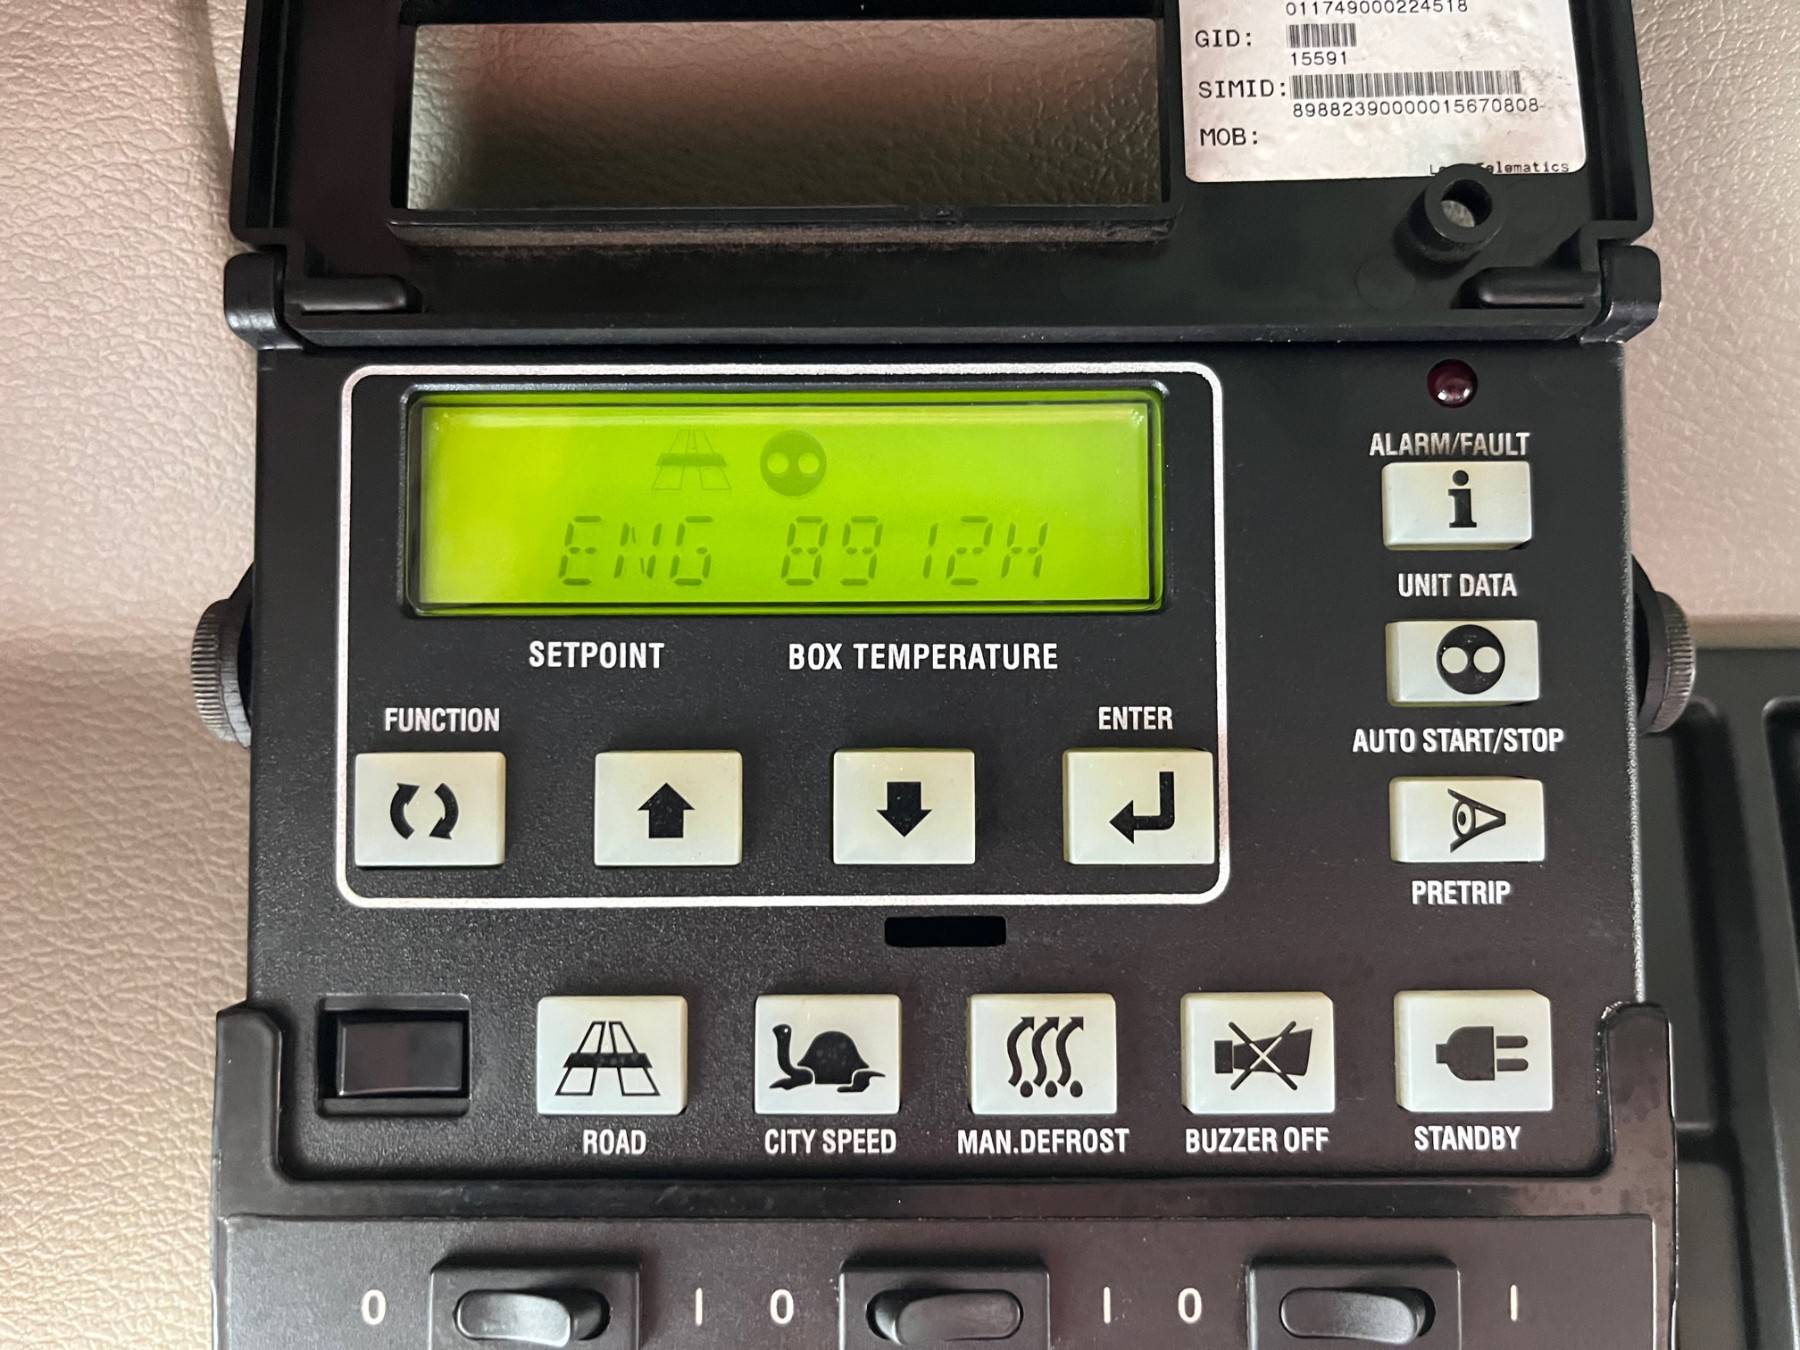 011749000224518
GID:
15591
SIMID:
89882390000015670808
MOB:
Telematics
ENG 8912H
SETPOINT BOX TEMPERATURE
FUNCTION
ENTER
ALARM/FAULT
i
UNIT DATA
AUTO START/STOP
PRETRIP
ROAD
CITY SPEED
MAN.DEFROST
BUZZER OFF
STANDBY
0 I 0 I 0 I